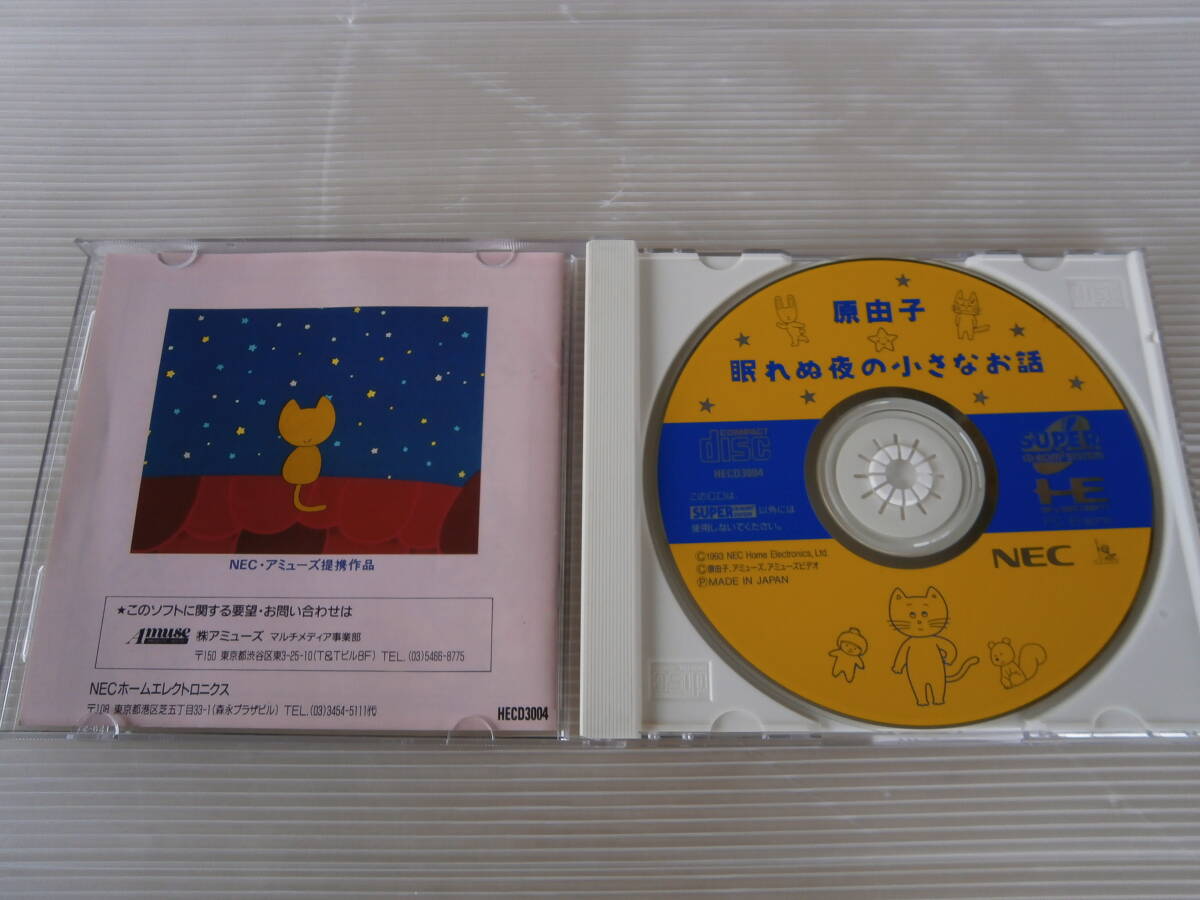 NEC・アミューズ提携作品
★このソフトに関する要望・お問い合わせは
Amuse 株アミューズ マルチメディア事業部
〒150 東京都渋谷区東3-25-10(T&Tビル8F) TEL.(03)5466-8775
NECホームエレクトロニクス
〒108 東京都港区芝五丁目33-1(森永プラザビル) TEL.(03)3454-5111代
HECD3004
原由子
眠れぬ夜の小さなお話
COMPACT
disc
HECD3004
このCDは
SUPER 以外には
使用しないでください。
SUPER
CD-ROM² SYSTEM
HE
NEC
©1993 NEC Home Electronics, Ltd.
©原由子、アミューズ、アミューズビデオ
ⓅMADE IN JAPAN